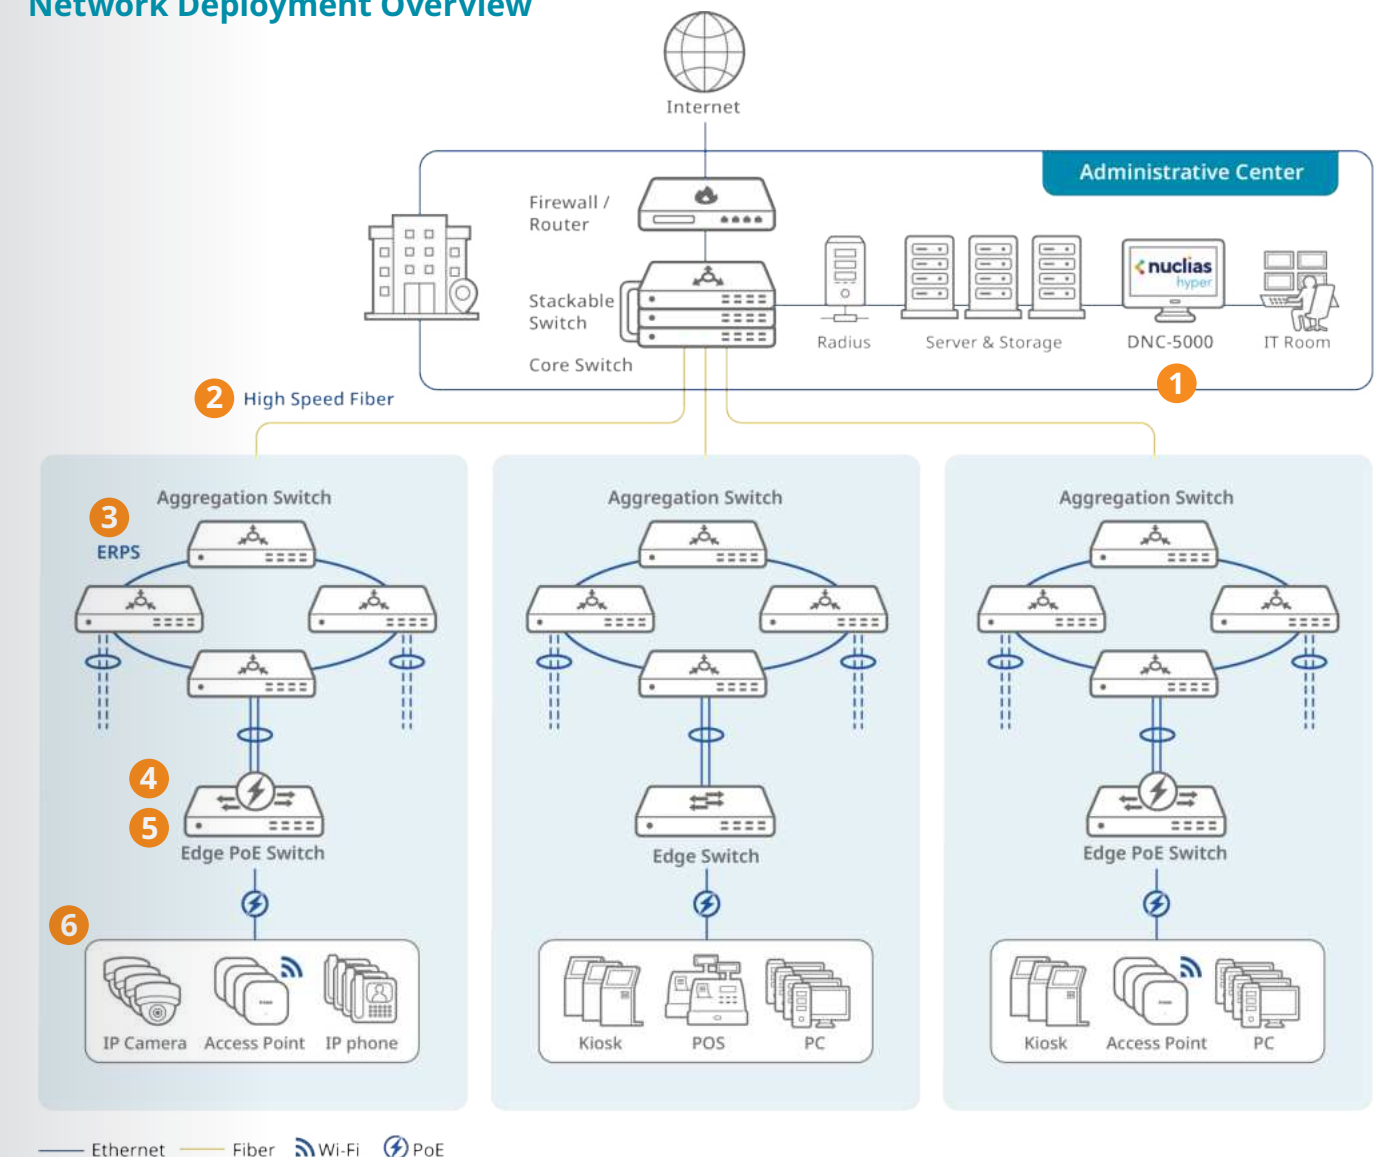 Network Deployment Overview
Internet
Administrative Center
Firewall /
Router
nuclias
hyper
Stackable
Switch
Radius
Server & Storage
DNC-5000
IT Room
Core Switch
1
2
High Speed Fiber
Aggregation Switch
Aggregation Switch
Aggregation Switch
3
ERPS
4
5
Edge PoE Switch
Edge Switch
Edge PoE Switch
6
IP Camera
Access Point
IP phone
Kiosk
POS
PC
Kiosk
Access Point
PC
Ethernet
Fiber
Wi-Fi
PoE